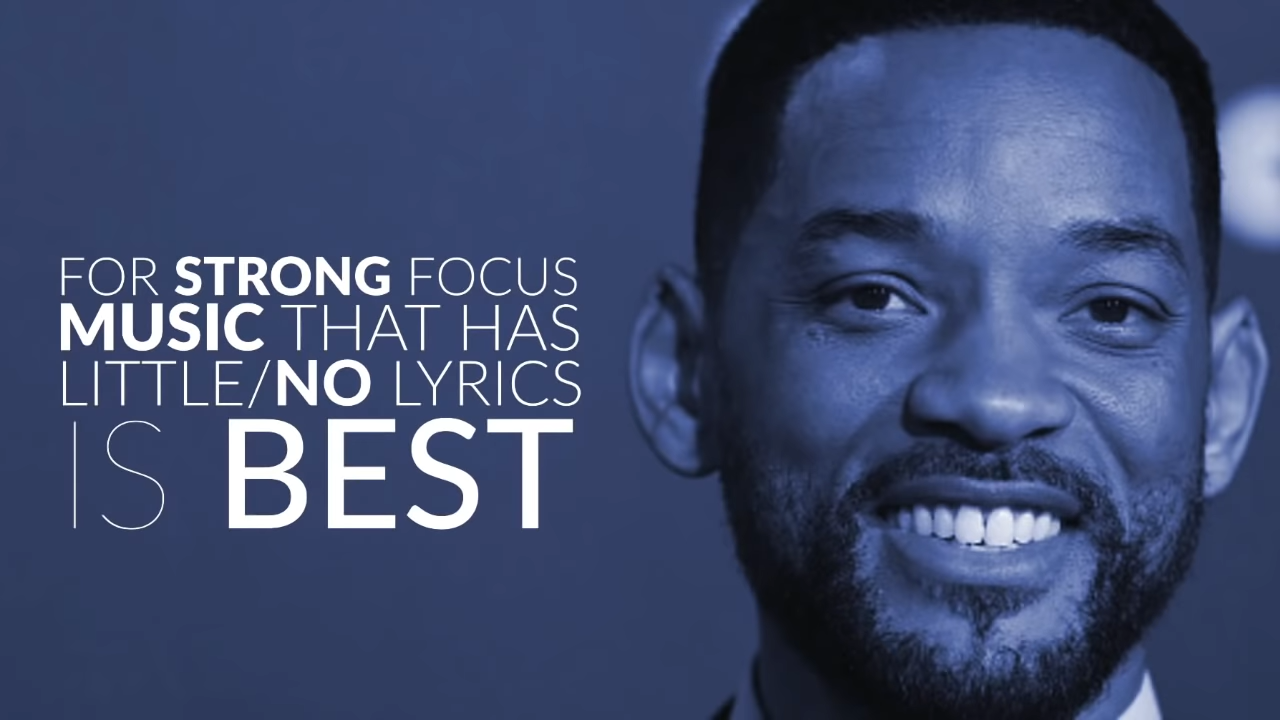 FOR STRONG FOCUS
MUSIC THAT HAS
LITTLE/NO LYRICS
IS BEST